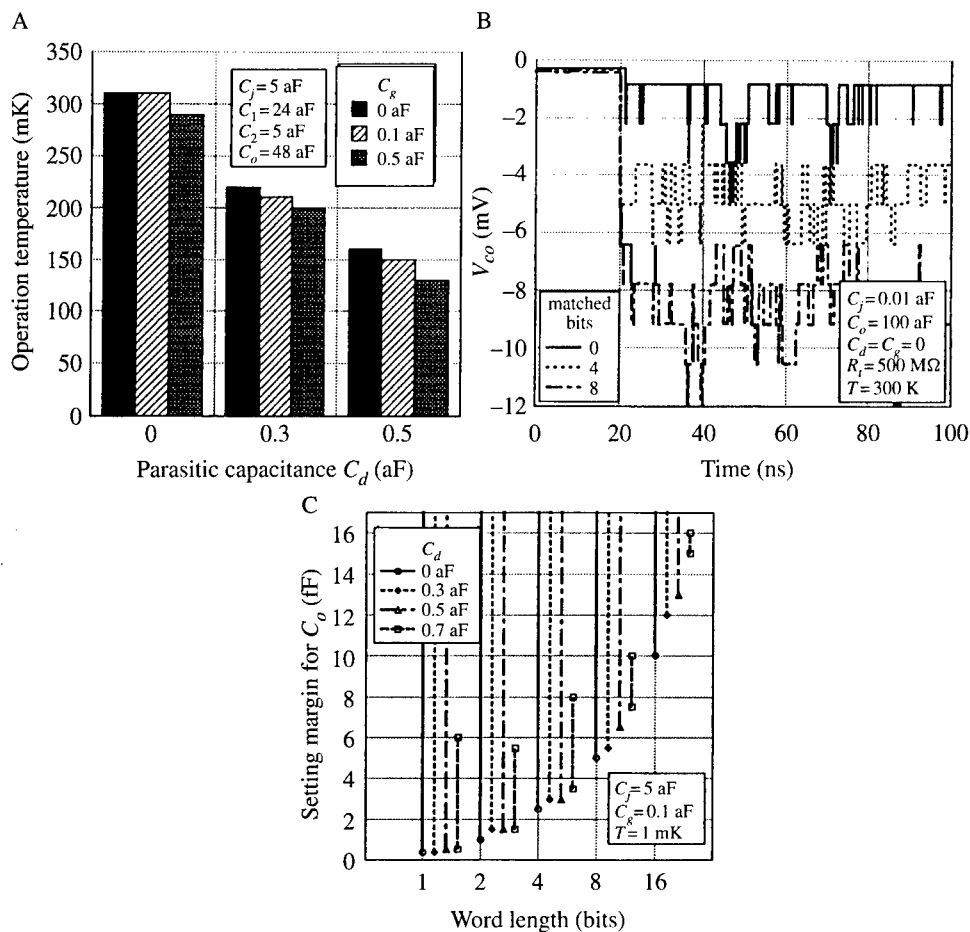 A
Operation temperature (mK)
350
300
250
200
150
100
50
0
C_j = 5 aF
C_1 = 24 aF
C_2 = 5 aF
C_o = 48 aF
C_g
0 aF
0.1 aF
0.5 aF
0
0.3
0.5
Parasitic capacitance C_d (aF)
B
V_co (mV)
0
−2
−4
−6
−8
−10
−12
matched
bits
0
4
8
C_j = 0.01 aF
C_o = 100 aF
C_d = C_g = 0
R_t = 500 MΩ
T = 300 K
0 20 40 60 80 100
Time (ns)
C
Setting margin for C_o (fF)
16
14
12
10
8
6
4
2
0
C_d
0 aF
0.3 aF
0.5 aF
0.7 aF
C_j = 5 aF
C_g = 0.1 aF
T = 1 mK
1 2 4 8 16
Word length (bits)